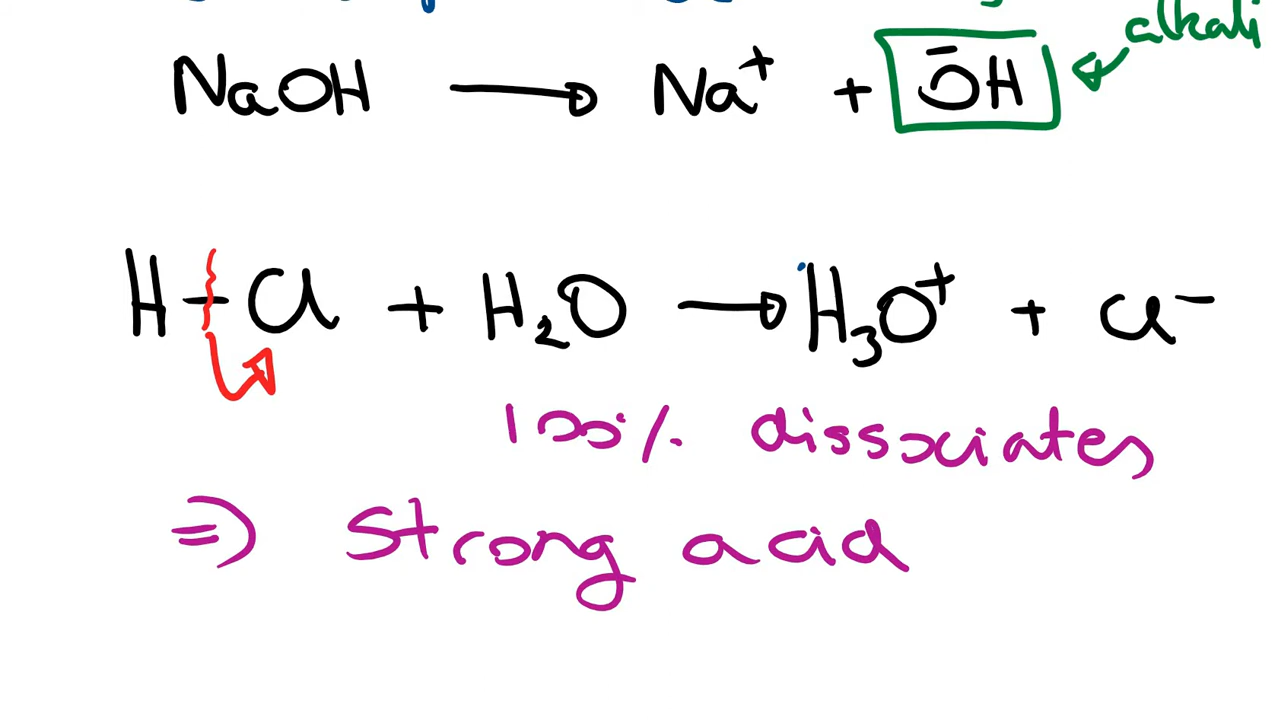 alkali
NaOH → Na⁺ + ⁻OH
H-Cl + H₂O → H₃O⁺ + Cl⁻
100% dissociates
⇒ Strong acid